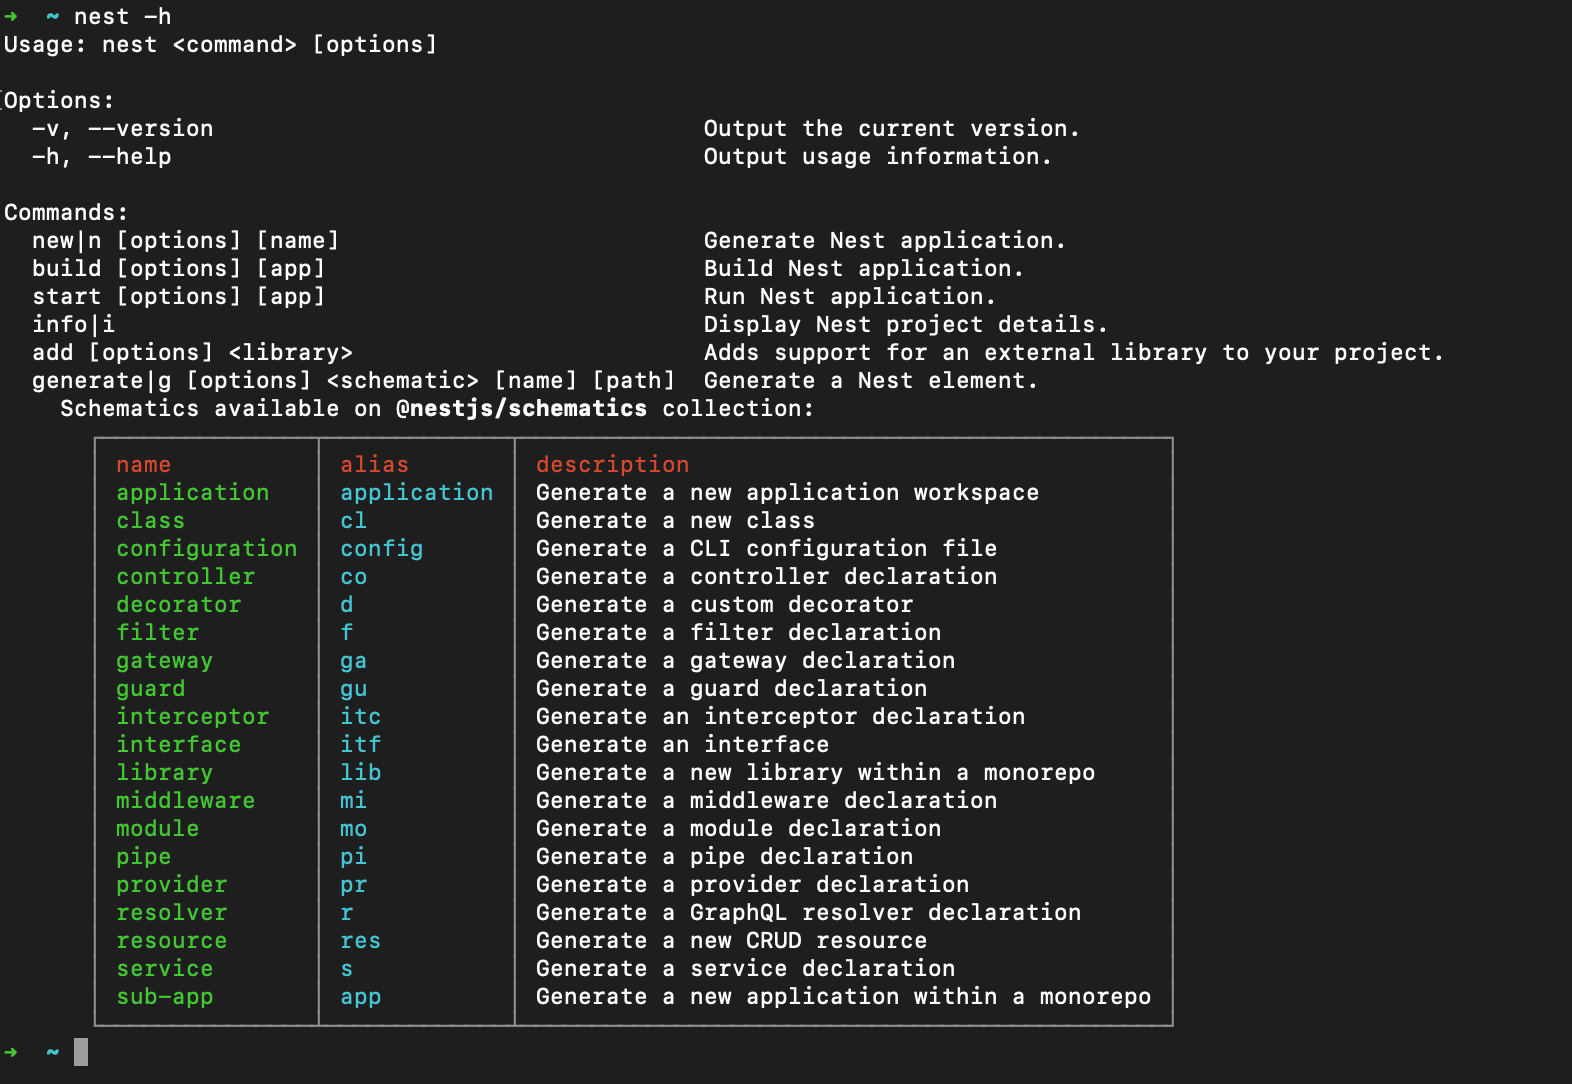 ➜  ~ nest -h
Usage: nest <command> [options]
Options:
-v, --version Output the current version.
-h, --help Output usage information.
Commands:
new|n [options] [name] Generate Nest application.
build [options] [app] Build Nest application.
start [options] [app] Run Nest application.
info|i Display Nest project details.
add [options] <library> Adds support for an external library to your project.
generate|g [options] <schematic> [name] [path] Generate a Nest element.
Schematics available on @nestjs/schematics collection:
name alias description
application application Generate a new application workspace
class cl Generate a new class
configuration config Generate a CLI configuration file
controller co Generate a controller declaration
decorator d Generate a custom decorator
filter f Generate a filter declaration
gateway ga Generate a gateway declaration
guard gu Generate a guard declaration
interceptor itc Generate an interceptor declaration
interface itf Generate an interface
library lib Generate a new library within a monorepo
middleware mi Generate a middleware declaration
module mo Generate a module declaration
pipe pi Generate a pipe declaration
provider pr Generate a provider declaration
resolver r Generate a GraphQL resolver declaration
resource res Generate a new CRUD resource
service s Generate a service declaration
sub-app app Generate a new application within a monorepo
➜  ~